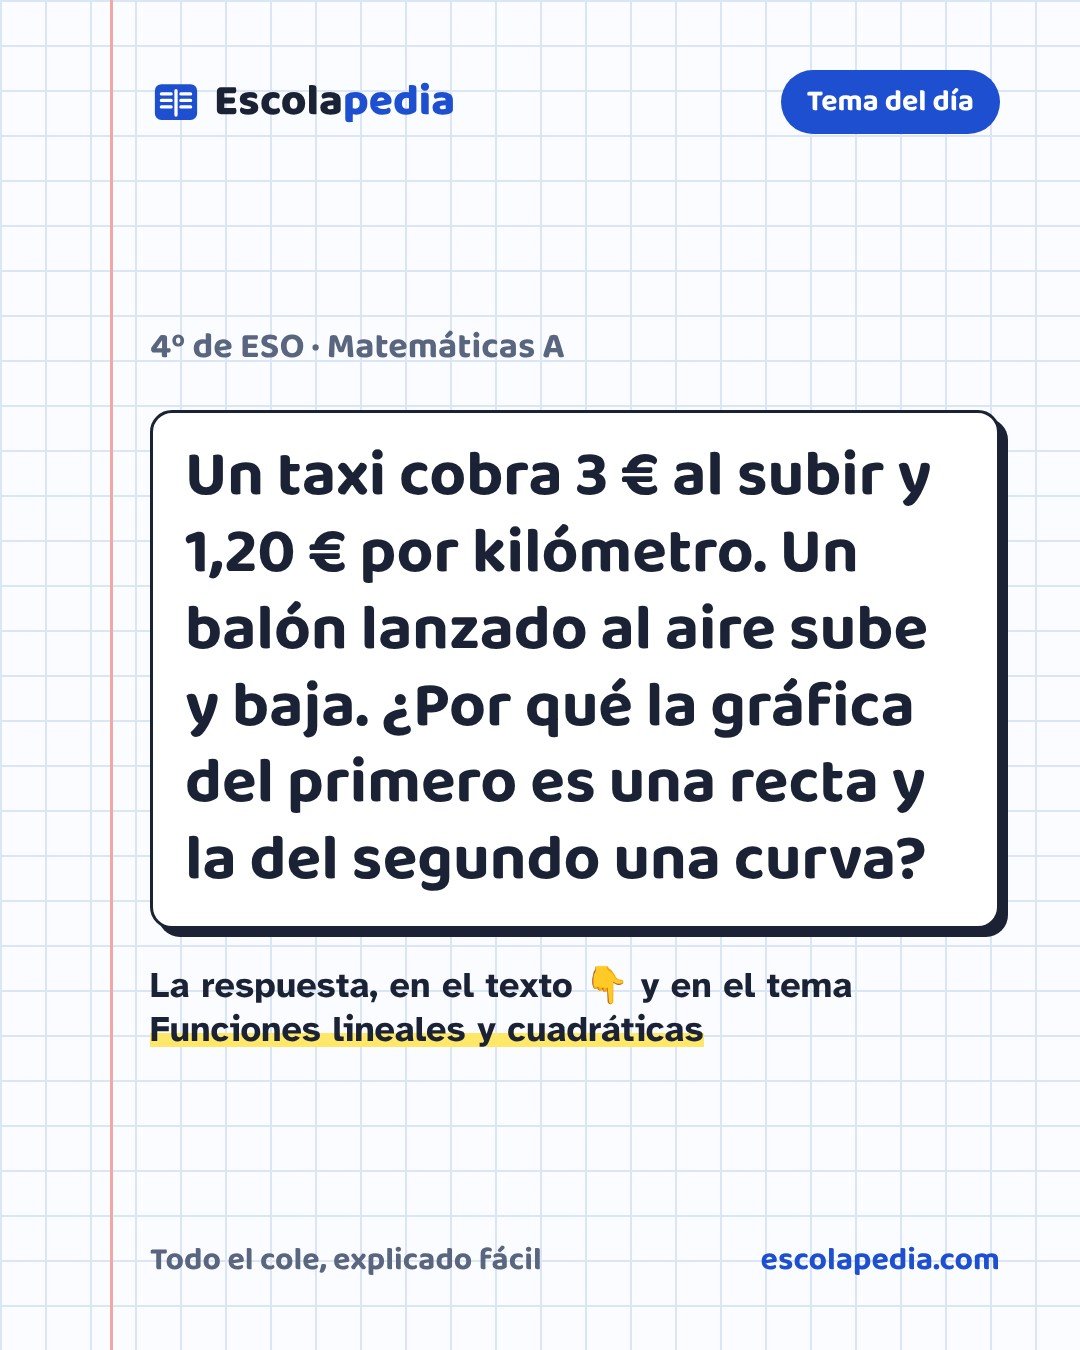 Escolapedia
Tema del día
4º de ESO · Matemáticas A
Un taxi cobra 3 € al subir y
1,20 € por kilómetro. Un
balón lanzado al aire sube
y baja. ¿Por qué la gráfica
del primero es una recta y
la del segundo una curva?
La respuesta, en el texto 👇 y en el tema
Funciones lineales y cuadráticas
Todo el cole, explicado fácil
escolapedia.com